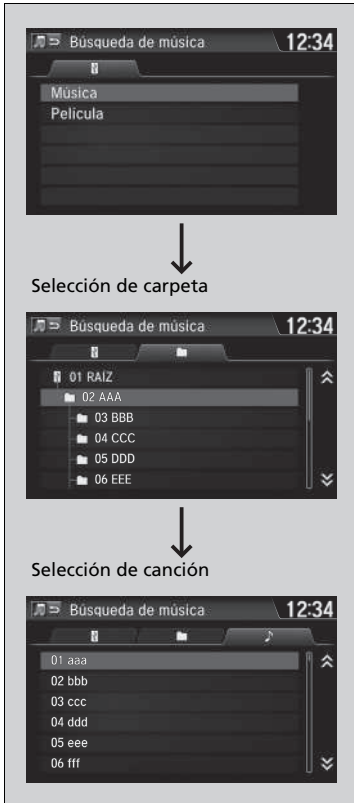 Búsqueda de música 12:34
Música
Película
Selección de carpeta
Búsqueda de música 12:34
01 RAIZ
02 AAA
03 BBB
04 CCC
05 DDD
06 EEE
Selección de canción
Búsqueda de música 12:34
01 aaa
02 bbb
03 ccc
04 ddd
05 eee
06 fff